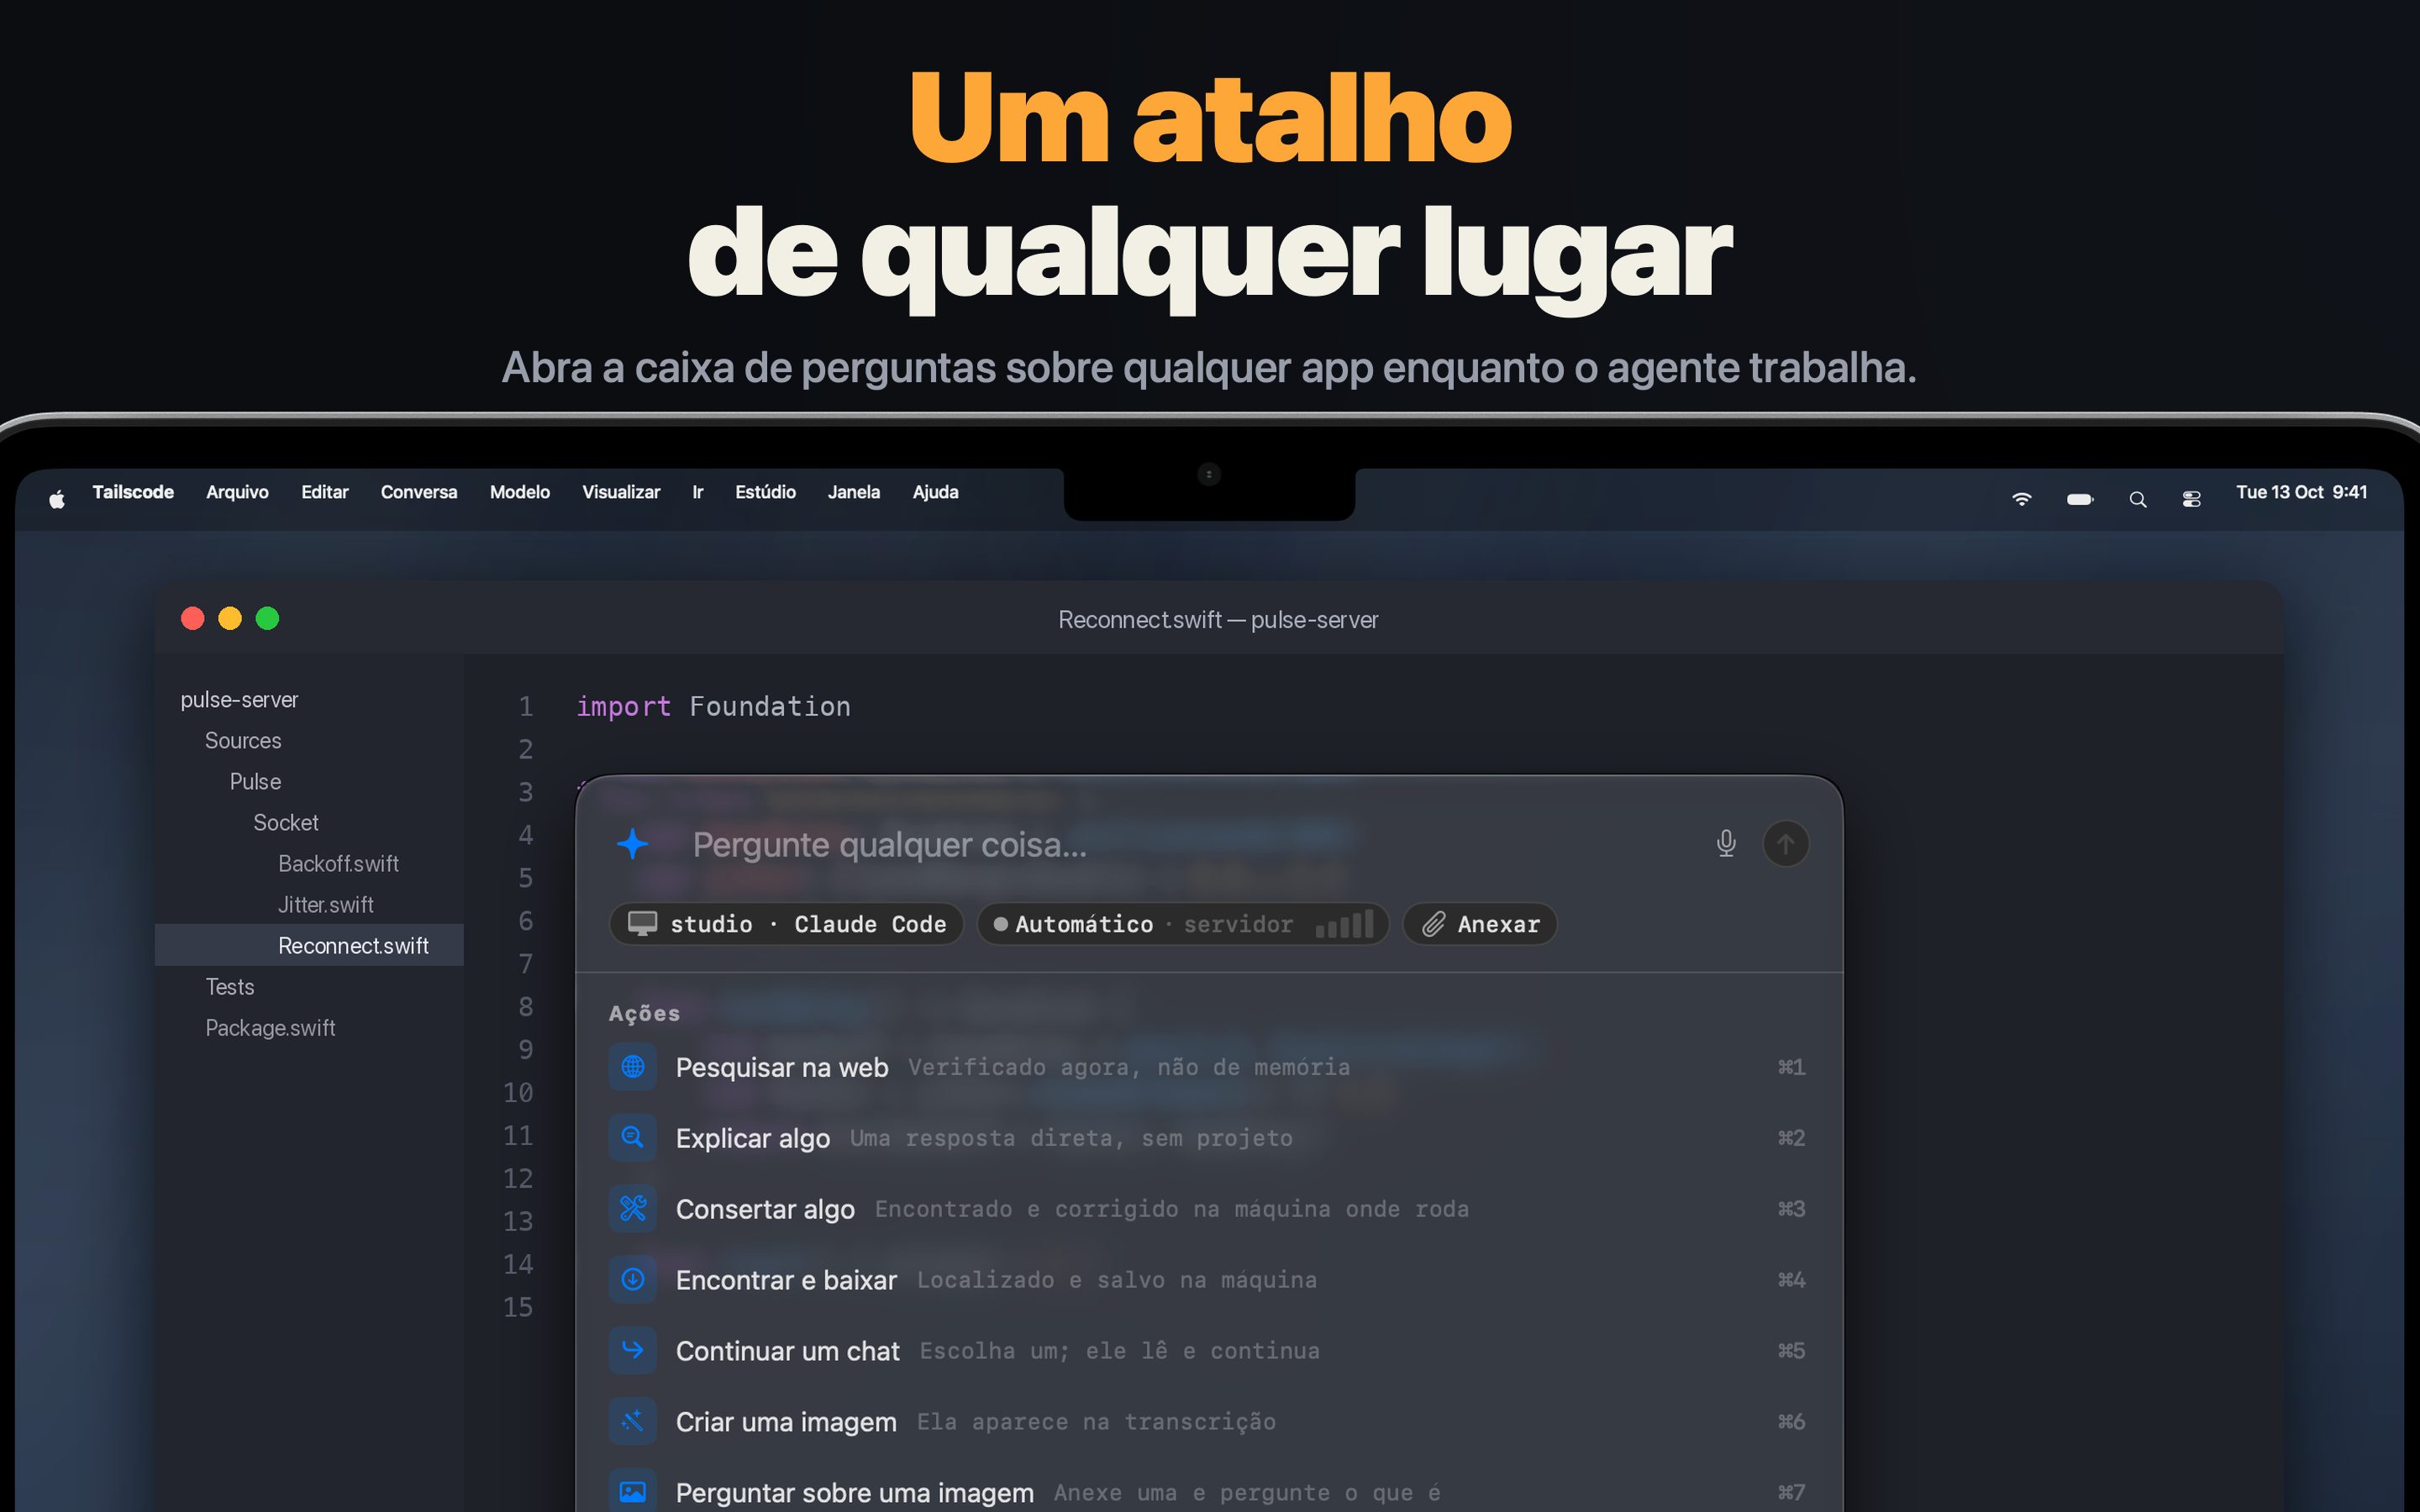 Um atalho
de qualquer lugar
Abra a caixa de perguntas sobre qualquer app enquanto o agente trabalha.
Tailscode Arquivo Editar Conversa Modelo Visualizar Ir Estúdio Janela Ajuda Tue 13 Oct 9:41
Reconnect.swift — pulse-server
pulse-server
Sources
Pulse
Socket
Backoff.swift
Jitter.swift
Reconnect.swift
Tests
Package.swift
1 import Foundation
2
3
4
5
6
7
8
9
10
11
12
13
14
15
Pergunte qualquer coisa...
studio · Claude Code Automático · servidor Anexar
Ações
Pesquisar na web Verificado agora, não de memória ⌘1
Explicar algo Uma resposta direta, sem projeto ⌘2
Consertar algo Encontrado e corrigido na máquina onde roda ⌘3
Encontrar e baixar Localizado e salvo na máquina ⌘4
Continuar um chat Escolha um; ele lê e continua ⌘5
Criar uma imagem Ela aparece na transcrição ⌘6
Perguntar sobre uma imagem Anexe uma e pergunte o que é ⌘7